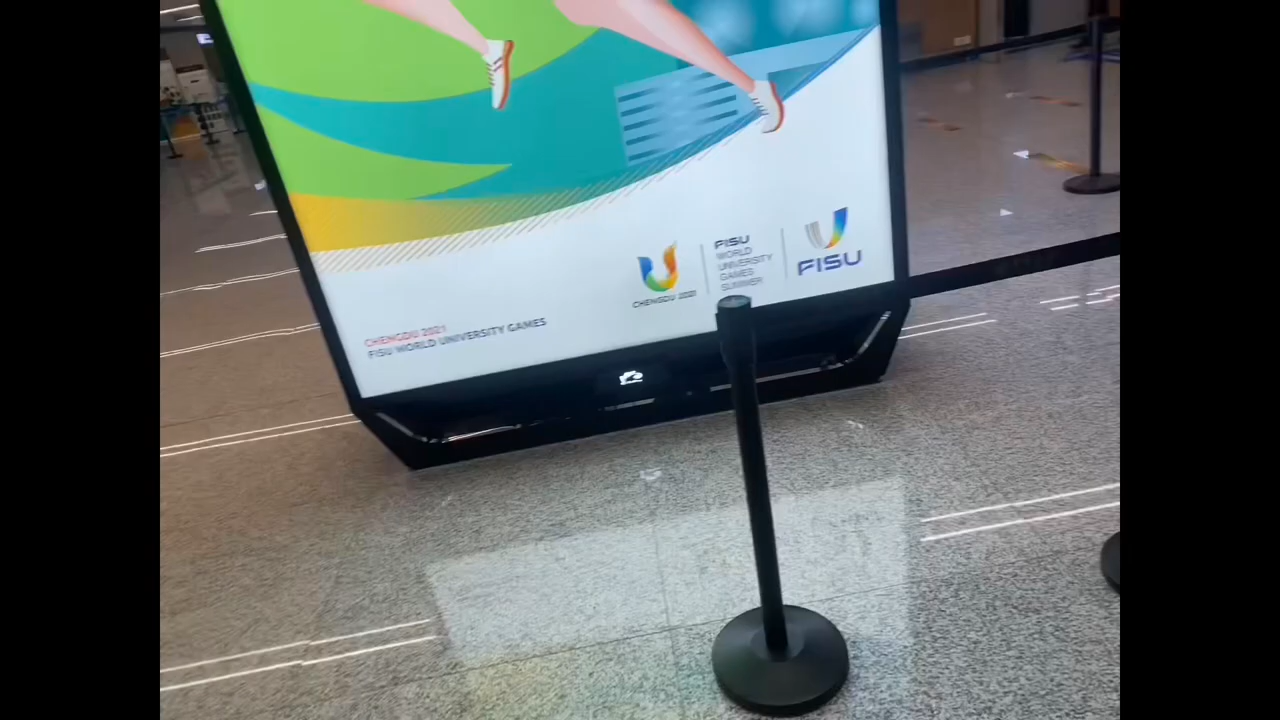 CHENGDU 2021
FISU WORLD UNIVERSITY GAMES
CHENGDU 2021
FISU
WORLD
UNIVERSITY
GAMES
SUMMER
FISU